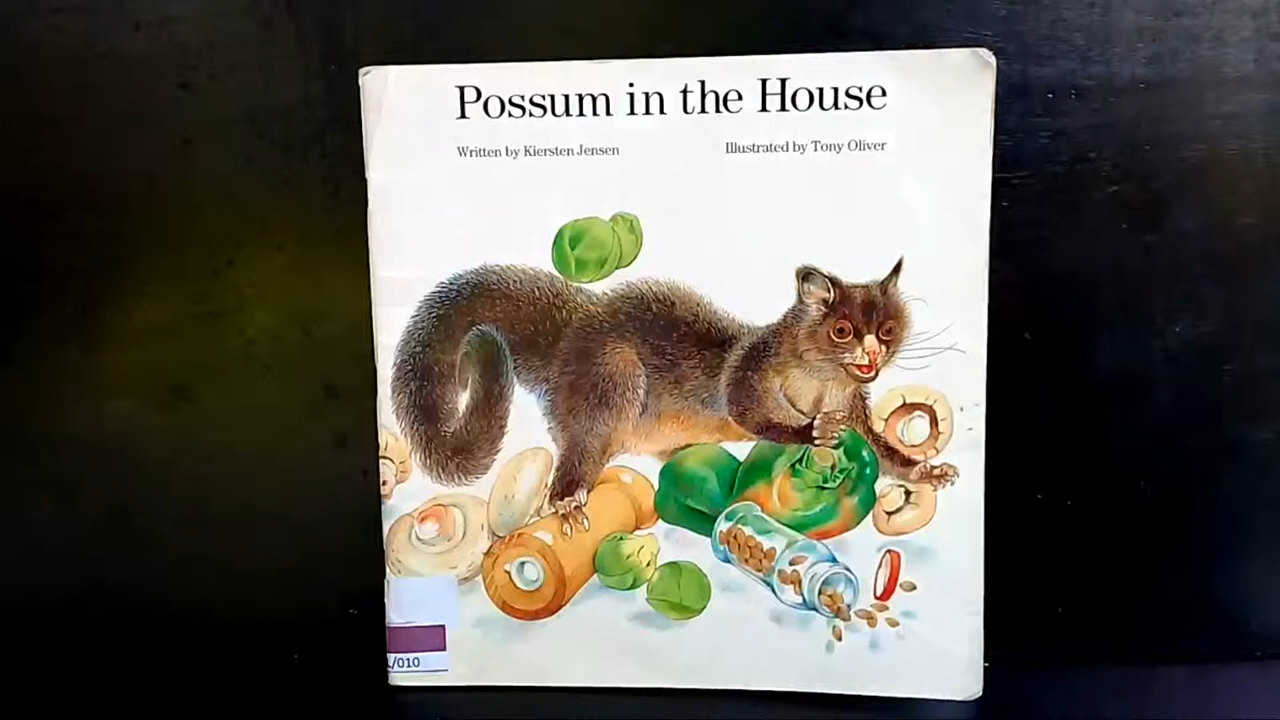 Possum in the House
Written by Kiersten Jensen
Illustrated by Tony Oliver
/010